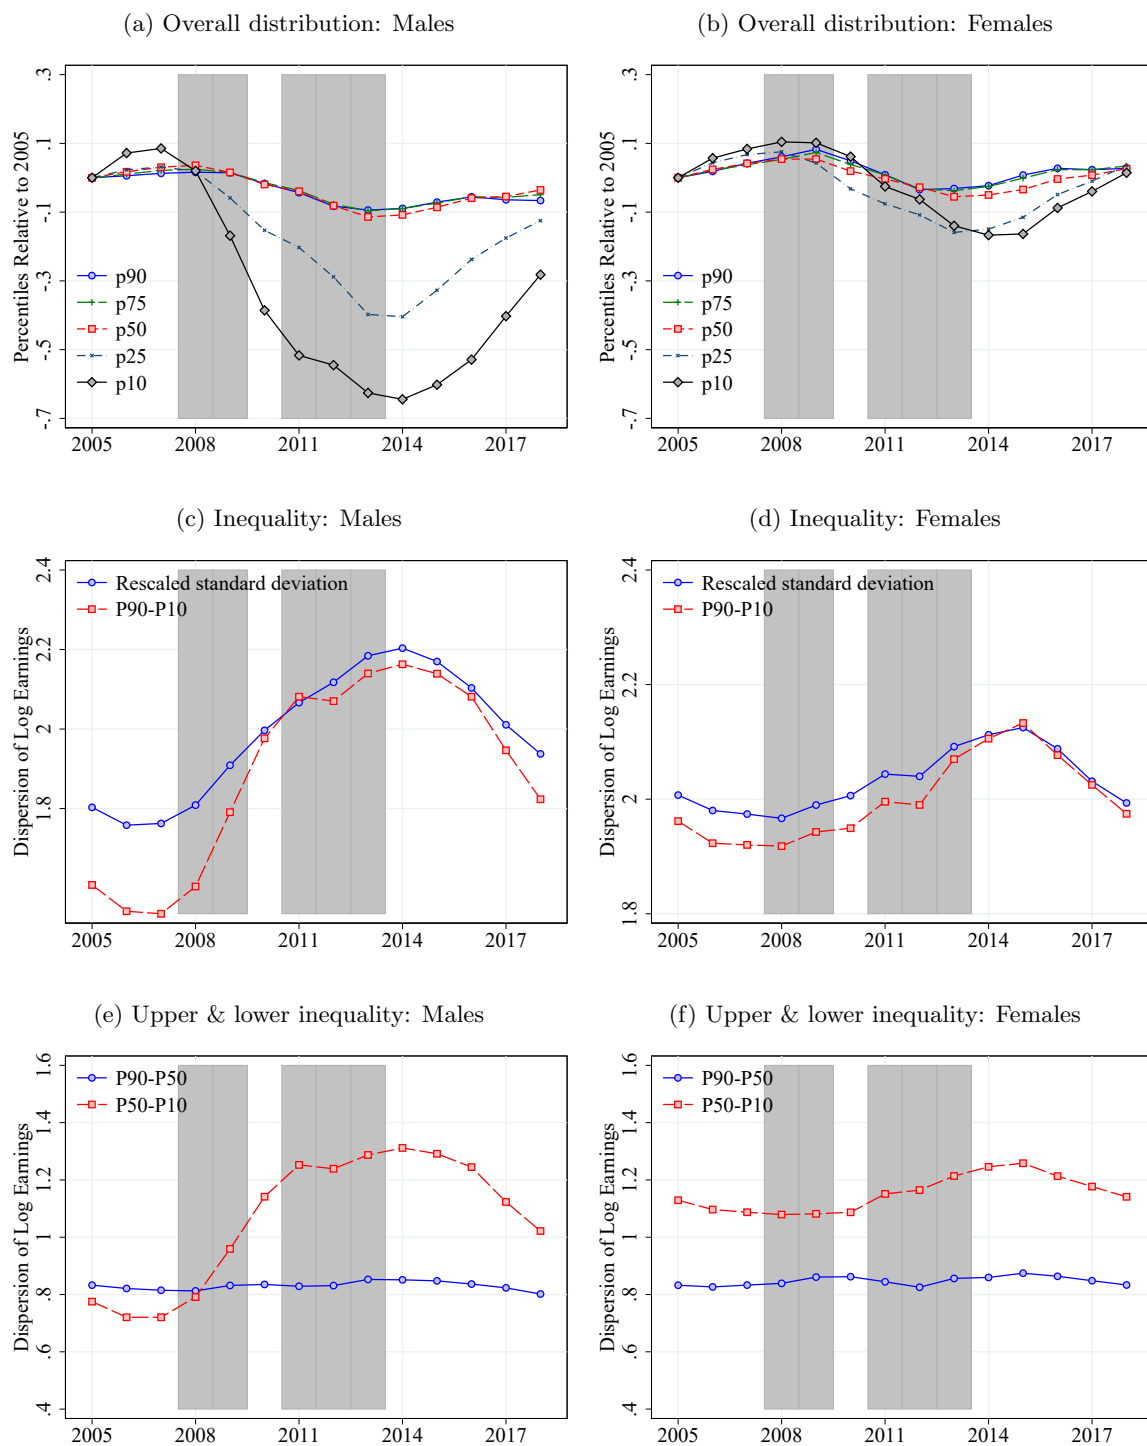 (a) Overall distribution: Males
Percentiles Relative to 2005
.3
.1
-.1
-.3
-.5
-.7
p90
p75
p50
p25
p10
2005 2008 2011 2014 2017
(b) Overall distribution: Females
Percentiles Relative to 2005
.3
.1
-.1
-.3
-.5
-.7
p90
p75
p50
p25
p10
2005 2008 2011 2014 2017
(c) Inequality: Males
Dispersion of Log Earnings
2.4
2.2
2
1.8
Rescaled standard deviation
P90-P10
2005 2008 2011 2014 2017
(d) Inequality: Females
Dispersion of Log Earnings
2.4
2.2
2
1.8
Rescaled standard deviation
P90-P10
2005 2008 2011 2014 2017
(e) Upper & lower inequality: Males
Dispersion of Log Earnings
1.6
1.4
1.2
1
.8
.6
.4
P90-P50
P50-P10
2005 2008 2011 2014 2017
(f) Upper & lower inequality: Females
Dispersion of Log Earnings
1.6
1.4
1.2
1
.8
.6
.4
P90-P50
P50-P10
2005 2008 2011 2014 2017